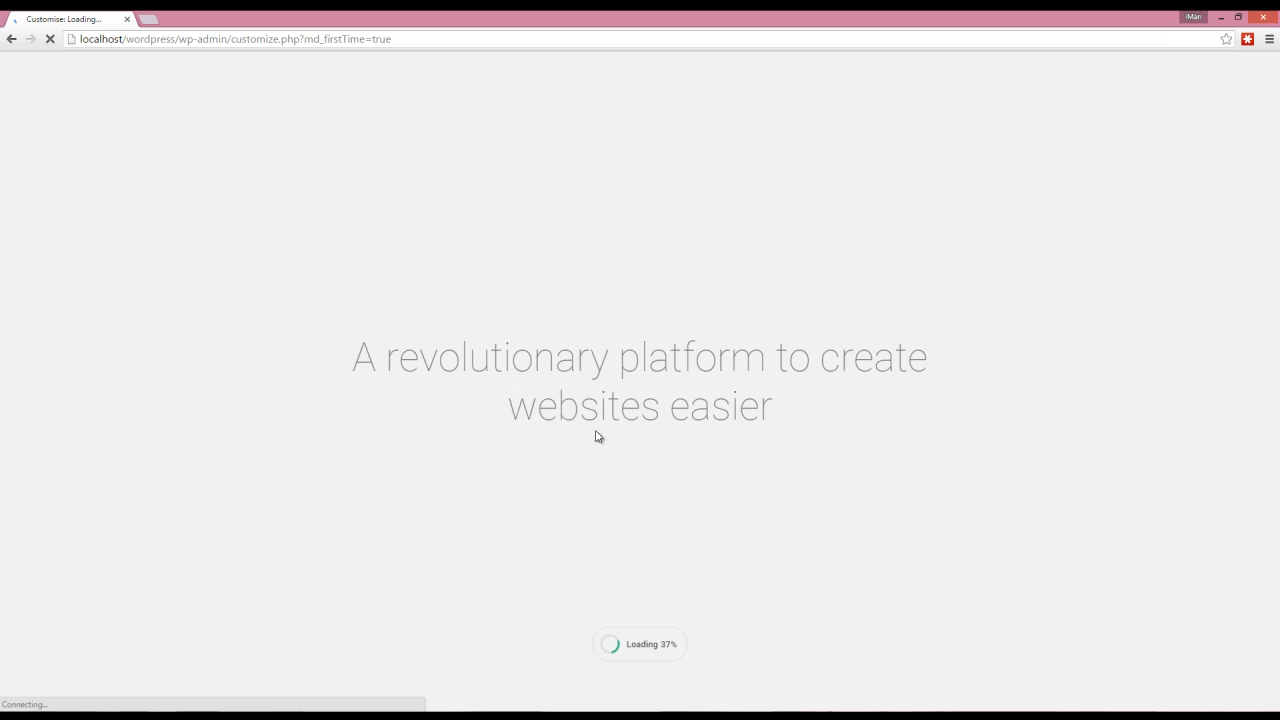 Customise: Loading...
iMan
localhost/wordpress/wp-admin/customize.php?md_firstTime=true
A revolutionary platform to create
websites easier
Loading 37%
Connecting...